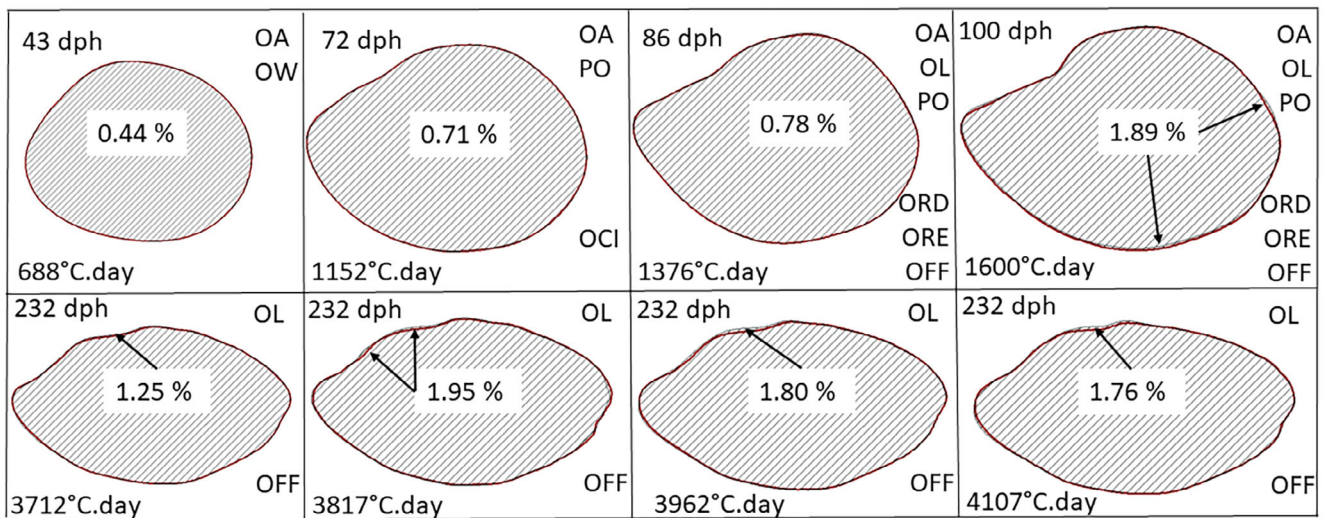 43 dph
OA
OW
0.44 %
688°C.day
72 dph
OA
PO
0.71 %
OCI
1152°C.day
86 dph
OA
OL
PO
0.78 %
ORD
ORE
OFF
1376°C.day
100 dph
OA
OL
PO
1.89 %
ORD
ORE
OFF
1600°C.day
232 dph
OL
1.25 %
OFF
3712°C.day
232 dph
OL
1.95 %
OFF
3817°C.day
232 dph
OL
1.80 %
OFF
3962°C.day
232 dph
OL
1.76 %
OFF
4107°C.day